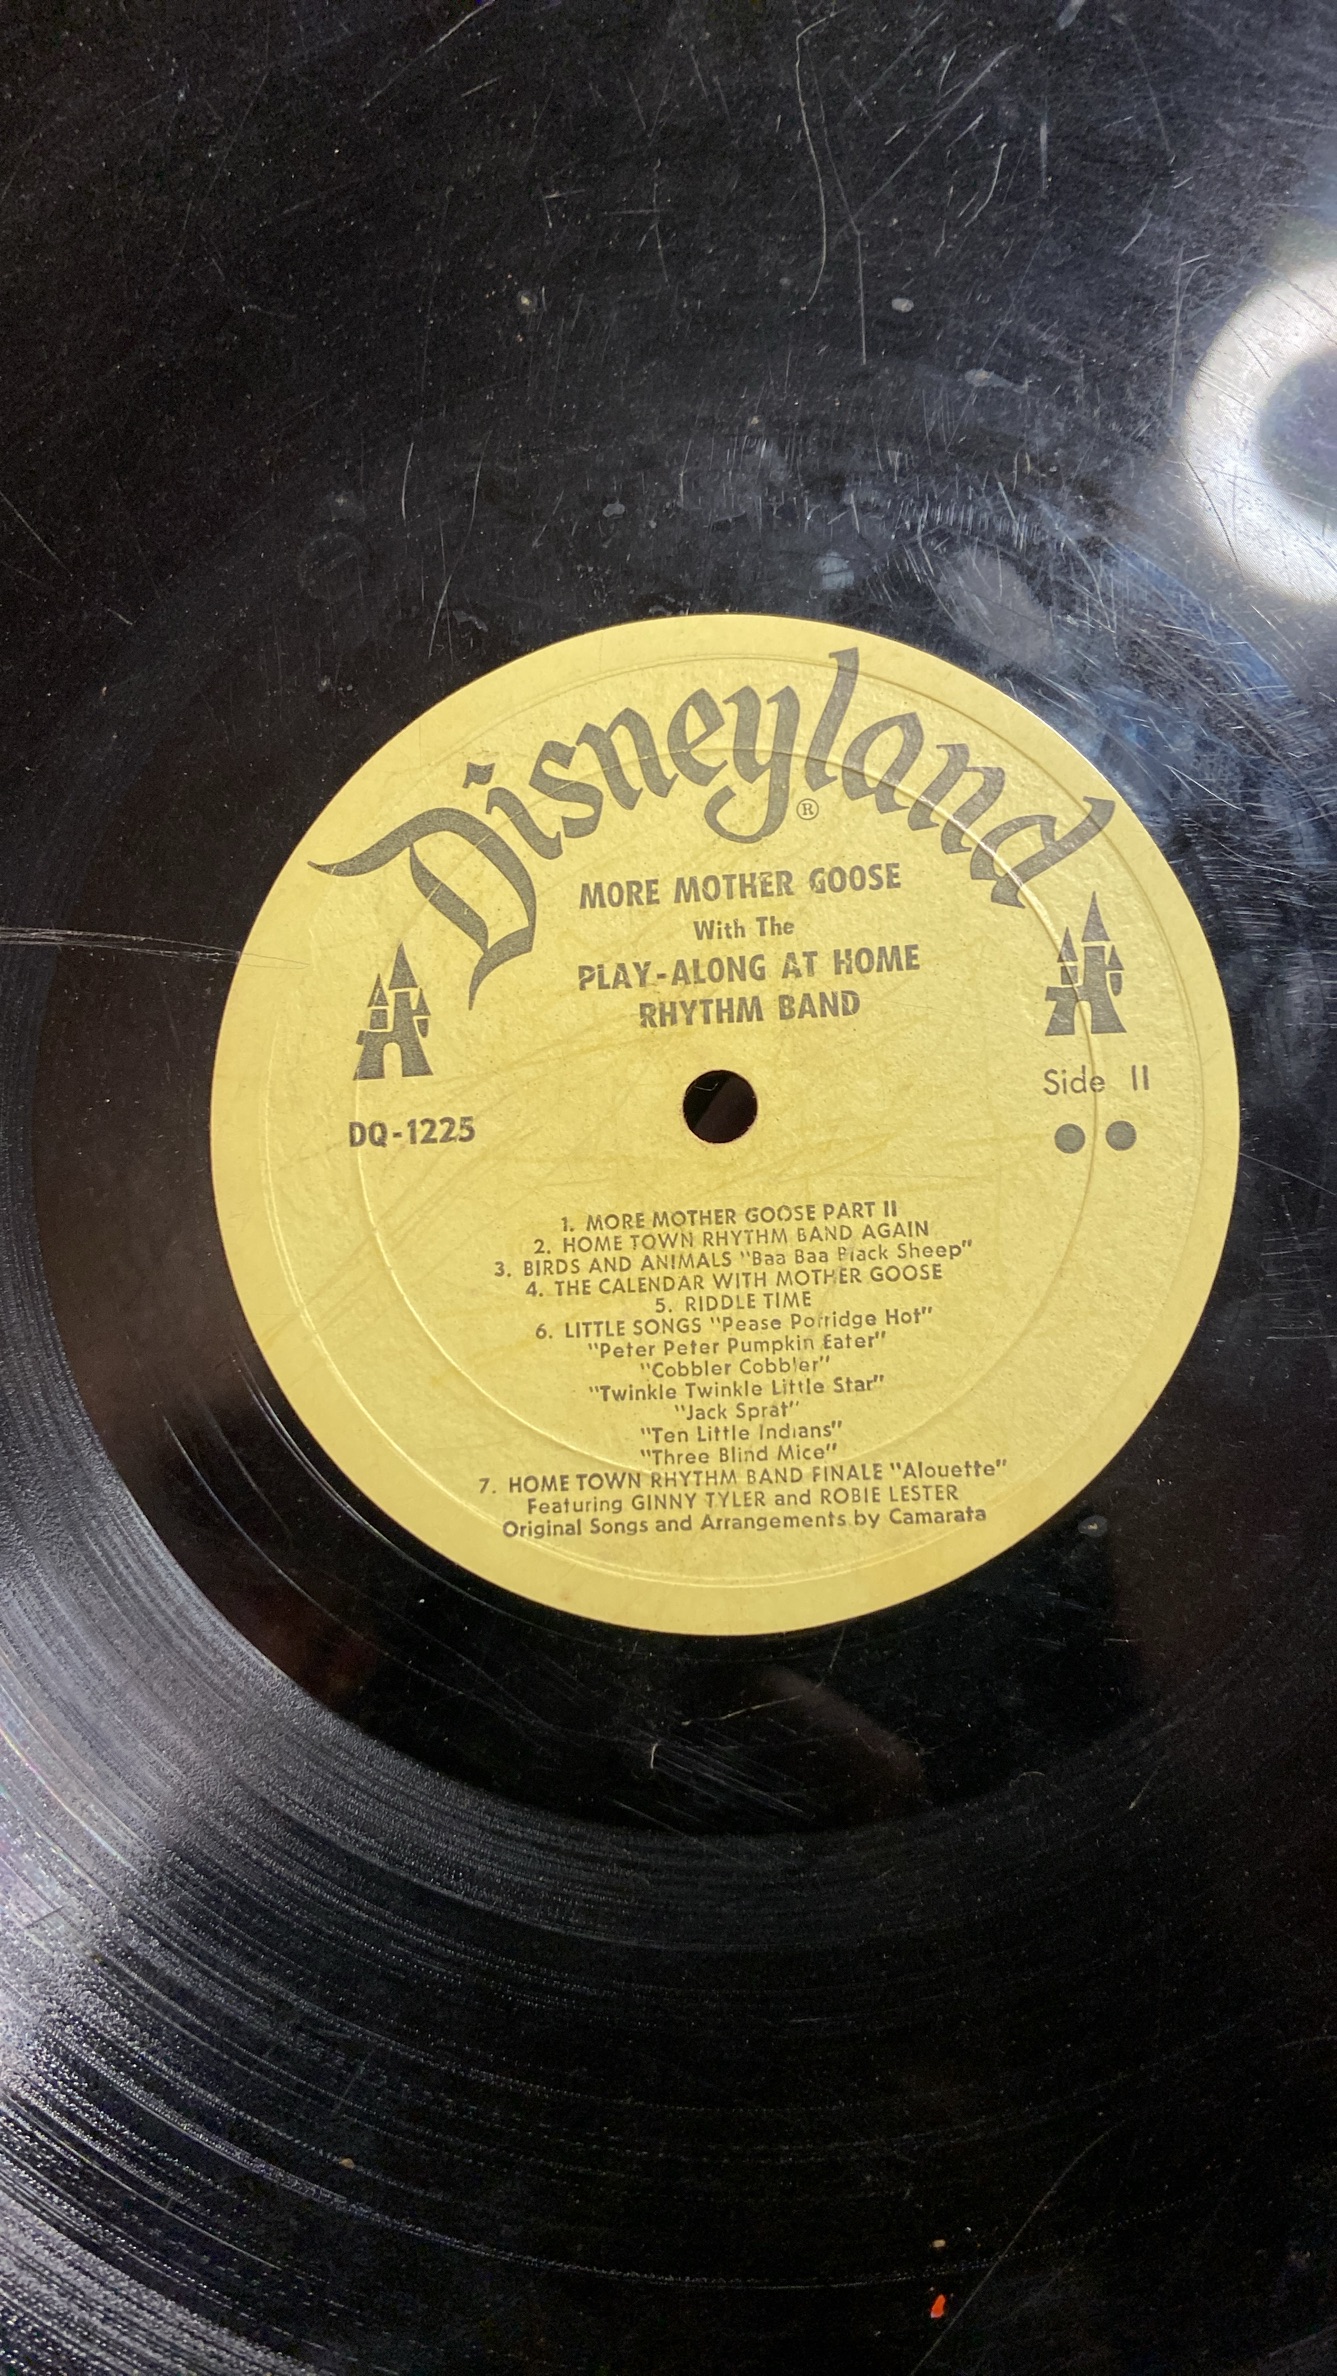 Disneyland
®
MORE MOTHER GOOSE
With The
PLAY-ALONG AT HOME
RHYTHM BAND
Side II
DQ-1225
1. MORE MOTHER GOOSE PART II
2. HOME TOWN RHYTHM BAND AGAIN
3. BIRDS AND ANIMALS "Baa Baa Black Sheep"
4. THE CALENDAR WITH MOTHER GOOSE
5. RIDDLE TIME
6. LITTLE SONGS "Pease Porridge Hot"
"Peter Peter Pumpkin Eater"
"Cobbler Cobbler"
"Twinkle Twinkle Little Star"
"Jack Sprat"
"Ten Little Indians"
"Three Blind Mice"
7. HOME TOWN RHYTHM BAND FINALE "Alouette"
Featuring GINNY TYLER and ROBIE LESTER
Original Songs and Arrangements by Camarata